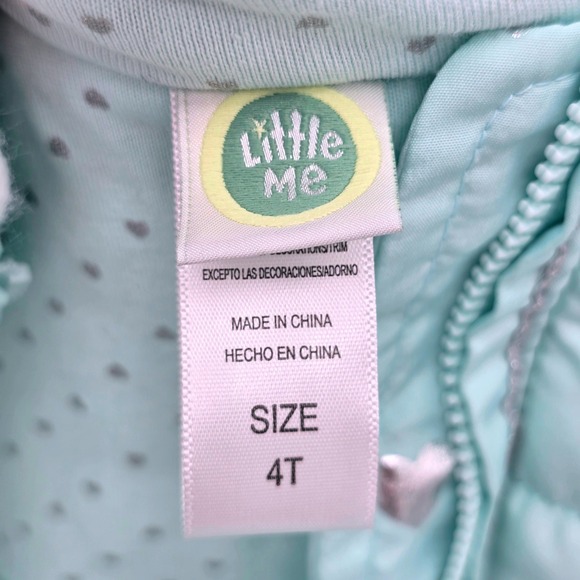 Little
Me
EXCEPTO LAS DECORACIONES/ADORNO
MADE IN CHINA
HECHO EN CHINA
SIZE
4T